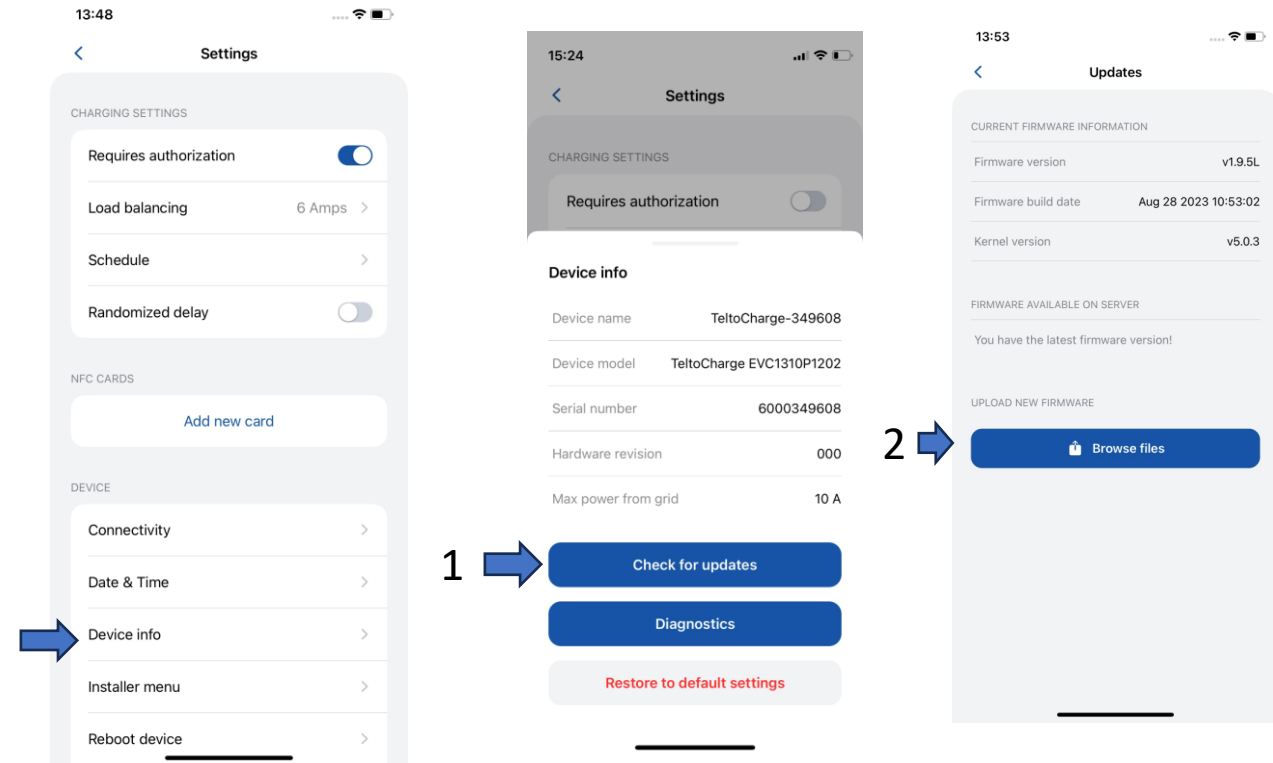 13:48
Settings
CHARGING SETTINGS
Requires authorization
Load balancing 6 Amps
Schedule
Randomized delay
NFC CARDS
Add new card
DEVICE
Connectivity
Date & Time
Device info
Installer menu
Reboot device
1
15:24
Settings
CHARGING SETTINGS
Requires authorization
Device info
Device name TeltoCharge-349608
Device model TeltoCharge EVC1310P1202
Serial number 6000349608
Hardware revision 000
Max power from grid 10 A
Check for updates
Diagnostics
Restore to default settings
2
13:53
Updates
CURRENT FIRMWARE INFORMATION
Firmware version v1.9.5L
Firmware build date Aug 28 2023 10:53:02
Kernel version v5.0.3
FIRMWARE AVAILABLE ON SERVER
You have the latest firmware version!
UPLOAD NEW FIRMWARE
Browse files